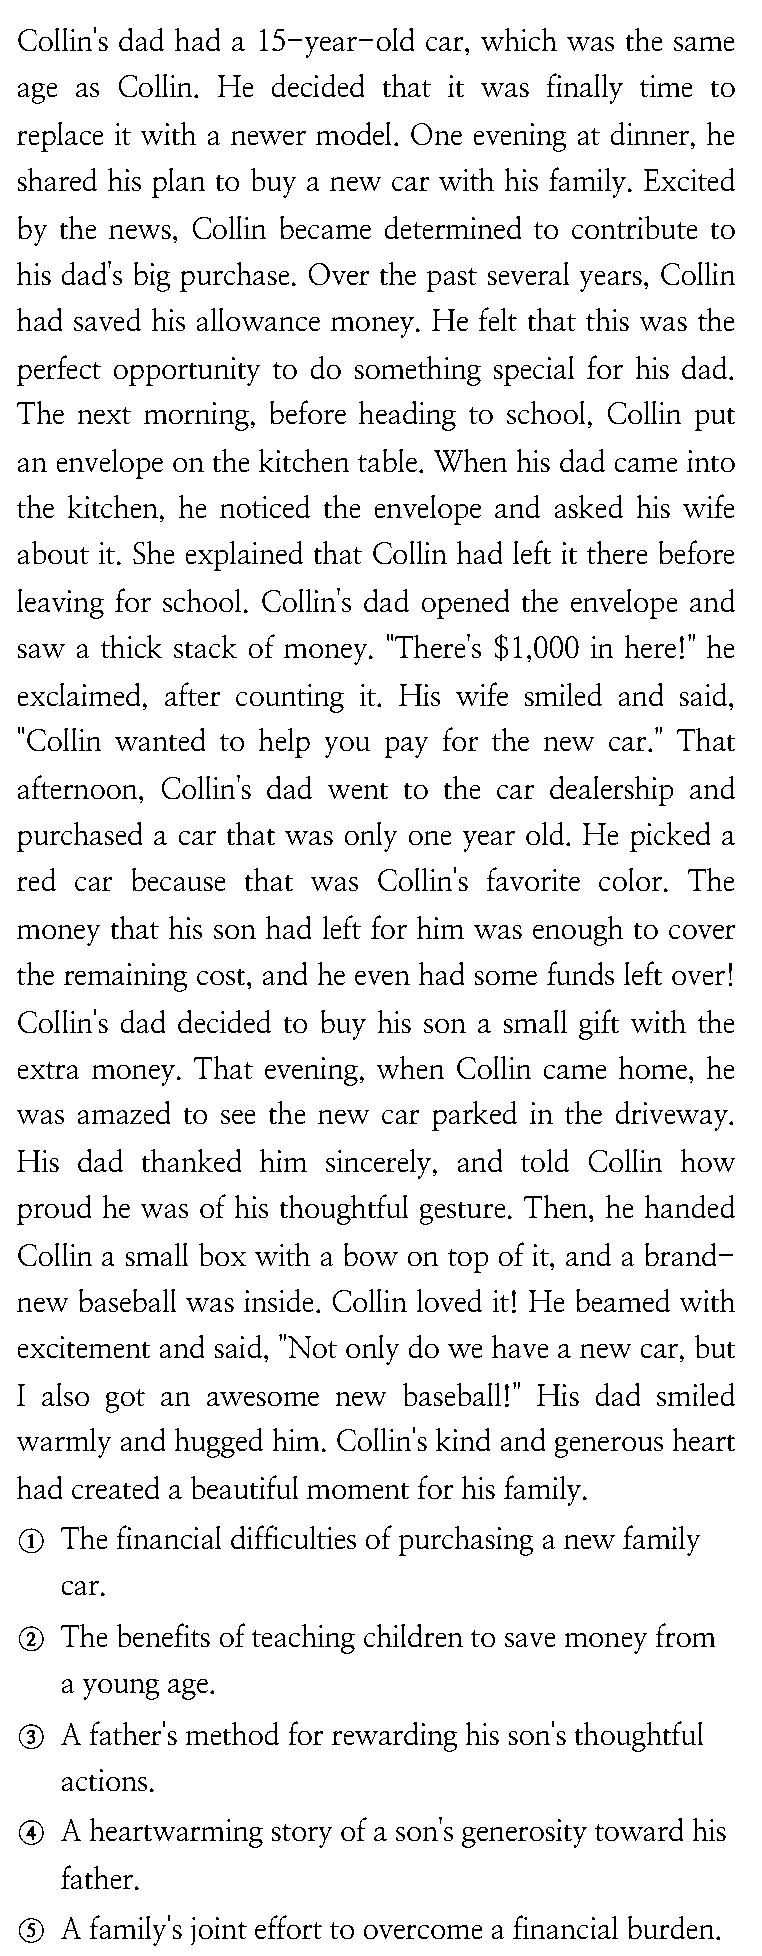 Collin's dad had a 15-year-old car, which was the same
age as Collin. He decided that it was finally time to
replace it with a newer model. One evening at dinner, he
shared his plan to buy a new car with his family. Excited
by the news, Collin became determined to contribute to
his dad's big purchase. Over the past several years, Collin
had saved his allowance money. He felt that this was the
perfect opportunity to do something special for his dad.
The next morning, before heading to school, Collin put
an envelope on the kitchen table. When his dad came into
the kitchen, he noticed the envelope and asked his wife
about it. She explained that Collin had left it there before
leaving for school. Collin's dad opened the envelope and
saw a thick stack of money. "There's $1,000 in here!" he
exclaimed, after counting it. His wife smiled and said,
"Collin wanted to help you pay for the new car." That
afternoon, Collin's dad went to the car dealership and
purchased a car that was only one year old. He picked a
red car because that was Collin's favorite color. The
money that his son had left for him was enough to cover
the remaining cost, and he even had some funds left over!
Collin's dad decided to buy his son a small gift with the
extra money. That evening, when Collin came home, he
was amazed to see the new car parked in the driveway.
His dad thanked him sincerely, and told Collin how
proud he was of his thoughtful gesture. Then, he handed
Collin a small box with a bow on top of it, and a brand-
new baseball was inside. Collin loved it! He beamed with
excitement and said, "Not only do we have a new car, but
I also got an awesome new baseball!" His dad smiled
warmly and hugged him. Collin's kind and generous heart
had created a beautiful moment for his family.
① The financial difficulties of purchasing a new family
car.
② The benefits of teaching children to save money from
a young age.
③ A father's method for rewarding his son's thoughtful
actions.
④ A heartwarming story of a son's generosity toward his
father.
⑤ A family's joint effort to overcome a financial burden.